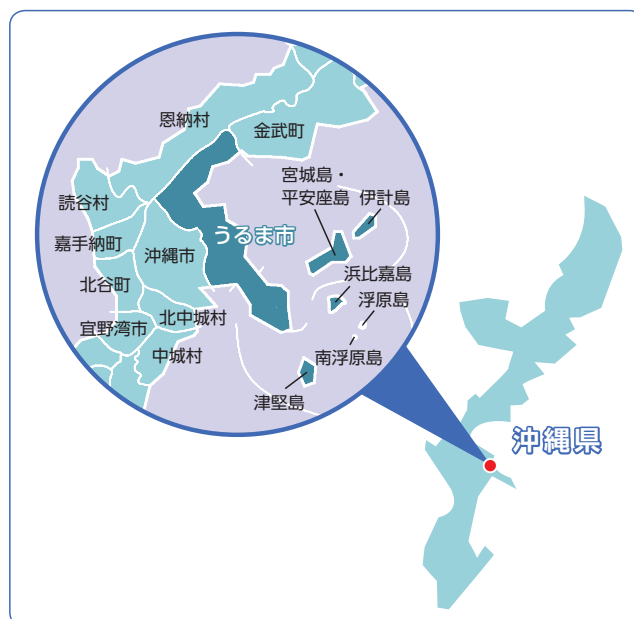 恩納村
金武町
宮城島・
平安座島
伊計島
読谷村
うるま市
嘉手納町
沖縄市
浜比嘉島
北谷町
浮原島
北中城村
宜野湾市
中城村
南浮原島
津堅島
沖縄県